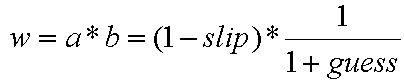 w = a * b = (1 − slip) * 1 / (1 + guess)